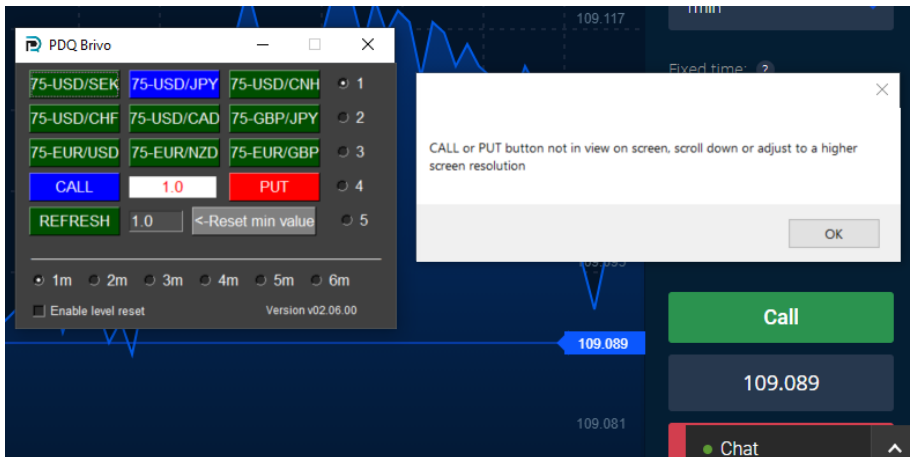 109.117
1min
PDQ Brivo
Fixed time: ?
75-USD/SEK 75-USD/JPY 75-USD/CNH 1
75-USD/CHF 75-USD/CAD 75-GBP/JPY 2
75-EUR/USD 75-EUR/NZD 75-EUR/GBP 3
CALL 1.0 PUT 4
REFRESH 1.0 <-Reset min value 5
1m 2m 3m 4m 5m 6m
Enable level reset Version v02.06.00
CALL or PUT button not in view on screen, scroll down or adjust to a higher
screen resolution
OK
109.095
Call
109.089
109.089
109.081
Chat